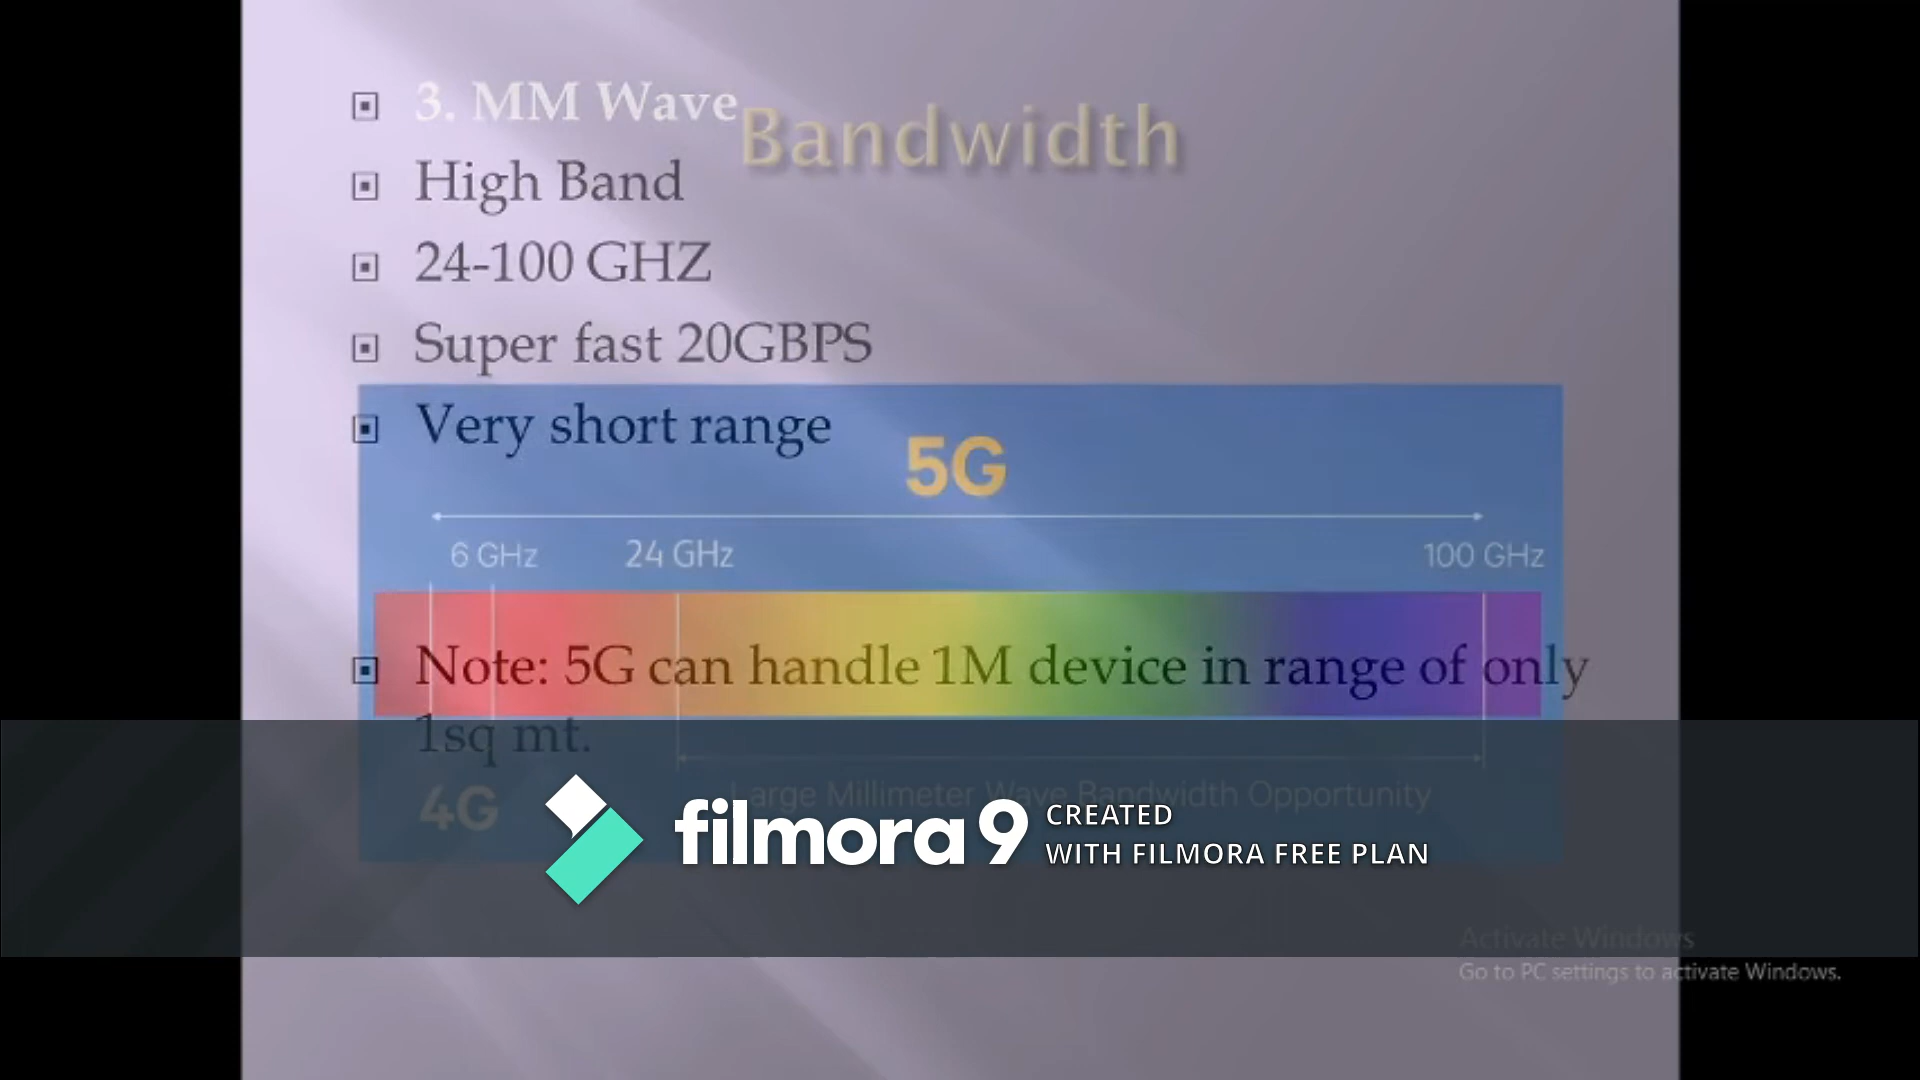 3. MM Wave
Bandwidth
High Band
24-100 GHZ
Super fast 20GBPS
Very short range
5G
6 GHz 24 GHz 100 GHz
Note: 5G can handle 1M device in range of only
1sq mt.
Large Millimeter Wave Bandwidth Opportunity
4G
filmora9 CREATED
WITH FILMORA FREE PLAN
Activate Windows
Go to PC settings to activate Windows.